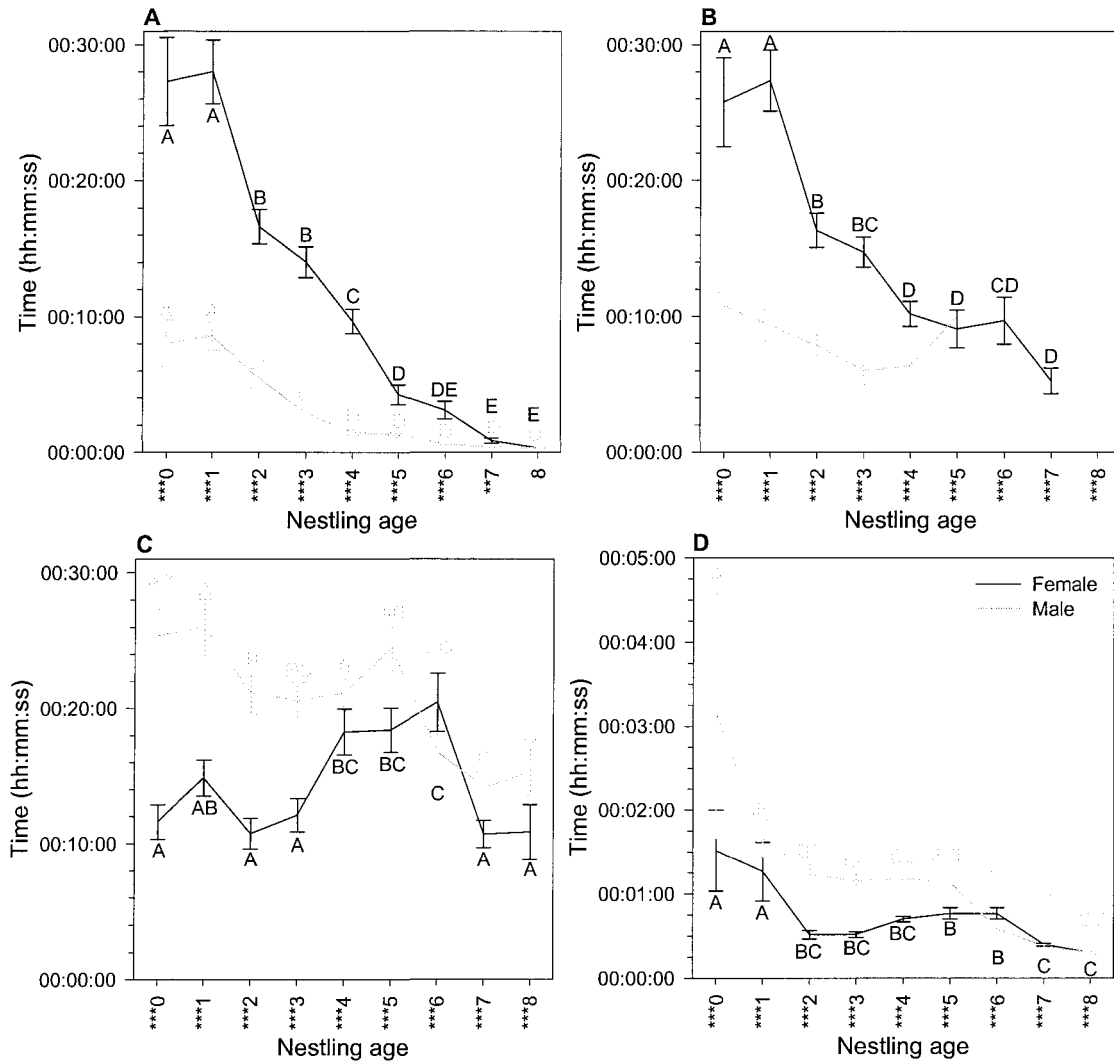 A
00:30:00
00:20:00
00:10:00
00:00:00
Time (hh:mm:ss)
A A B B C D DE E E
***0 ***1 ***2 ***3 ***4 ***5 ***6 **7 8
Nestling age
B
00:30:00
00:20:00
00:10:00
00:00:00
Time (hh:mm:ss)
A A B BC D D CD D
***0 ***1 ***2 ***3 ***4 ***5 ***6 ***7 ***8
Nestling age
C
00:30:00
00:20:00
00:10:00
00:00:00
Time (hh:mm:ss)
A AB A A BC BC C A A
***0 ***1 ***2 ***3 ***4 ***5 ***6 ***7 ***8
Nestling age
D
00:05:00
00:04:00
00:03:00
00:02:00
00:01:00
00:00:00
Time (hh:mm:ss)
Female
Male
A A BC BC BC B B C C
***0 ***1 ***2 ***3 ***4 ***5 ***6 ***7 ***8
Nestling age